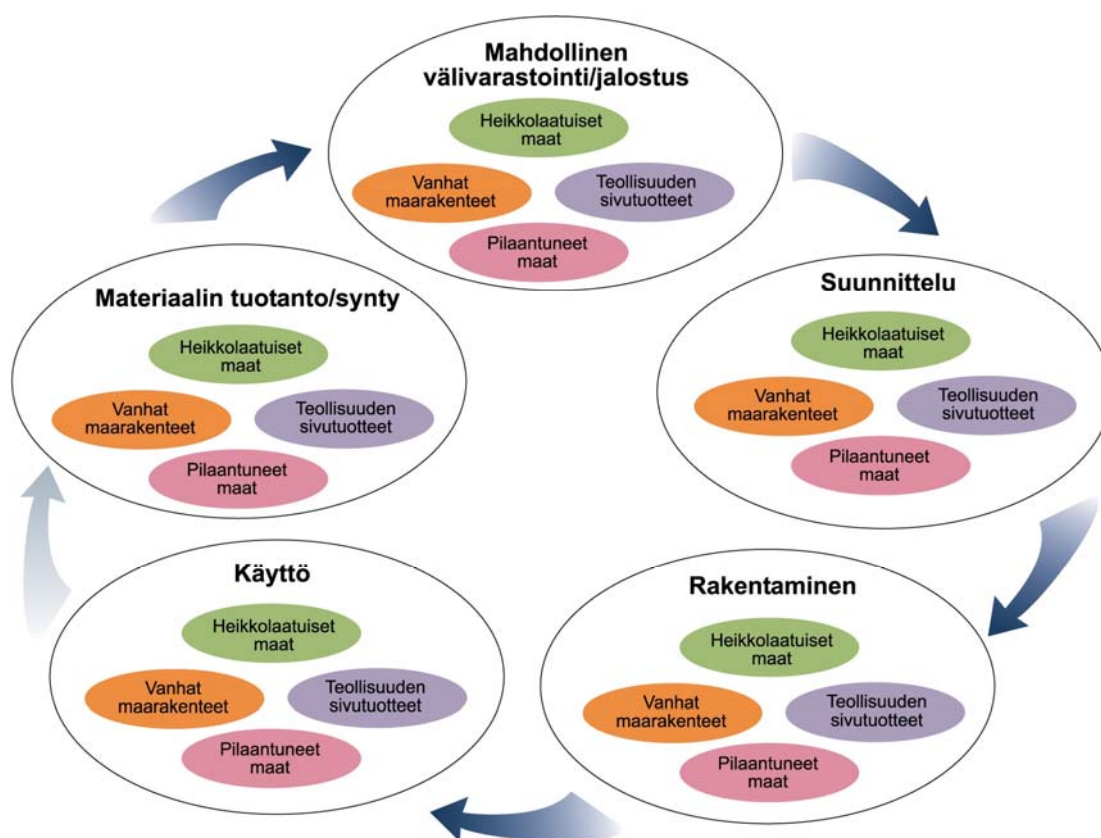 Mahdollinen
välivarastointi/jalostus
Heikkolaatuiset
maat
Vanhat
maarakenteet
Teollisuuden
sivutuotteet
Pilaantuneet
maat
Suunnittelu
Heikkolaatuiset
maat
Vanhat
maarakenteet
Teollisuuden
sivutuotteet
Pilaantuneet
maat
Rakentaminen
Heikkolaatuiset
maat
Vanhat
maarakenteet
Teollisuuden
sivutuotteet
Pilaantuneet
maat
Käyttö
Heikkolaatuiset
maat
Vanhat
maarakenteet
Teollisuuden
sivutuotteet
Pilaantuneet
maat
Materiaalin tuotanto/synty
Heikkolaatuiset
maat
Vanhat
maarakenteet
Teollisuuden
sivutuotteet
Pilaantuneet
maat